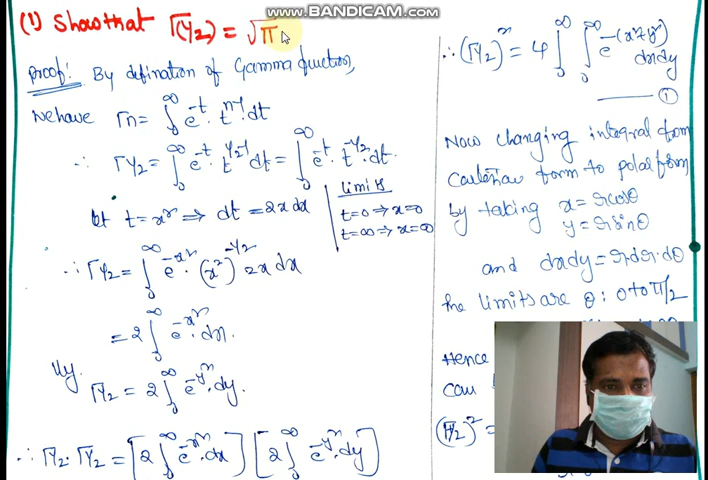 www.BANDICAM.com
(1) Show that Γ(1/2) = √π
Proof: By defination of Gamma function,
we have Γn = ∫₀^∞ e^-t . t^n-1 . dt
∴ Γ1/2 = ∫₀^∞ e^-t . t^1/2-1 dt = ∫₀^∞ e^-t . t^-1/2 . dt.
let t = x² ⇒ dt = 2x dx
limits
t=0 ⇒ x=0
t=∞ ⇒ x=∞
∴ Γ1/2 = ∫₀^∞ e^-x² . (x²)^-1/2 2x dx
= 2 ∫₀^∞ e^-x² . dx.
Γ1/2 = 2 ∫₀^∞ e^-y² . dy.
∴ Γ1/2 . Γ1/2 = [2 ∫₀^∞ e^-x² . dx] [2 ∫₀^∞ e^-y² . dy]
∴ (Γ1/2)² = 4 ∫₀^∞ ∫₀^∞ e^-(x²+y²) dx dy
①
Now changing integral from
form to polar form
by taking x = r cosθ
y = r sinθ
and dx dy = r dr . dθ
the limits are θ: 0 to π/2
Hence
can
(Γ1/2)² =